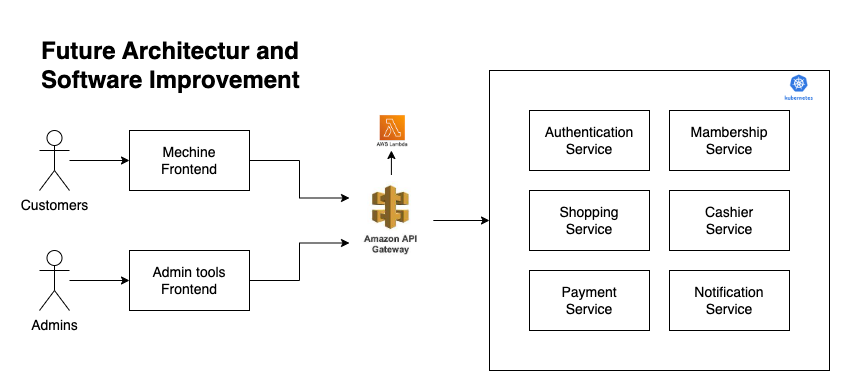 Future Architectur and
Software Improvement
Customers
Mechine
Frontend
Admins
Admin tools
Frontend
AWS Lambda
Amazon API
Gateway
kubernetes
Authentication
Service
Mambership
Service
Shopping
Service
Cashier
Service
Payment
Service
Notification
Service